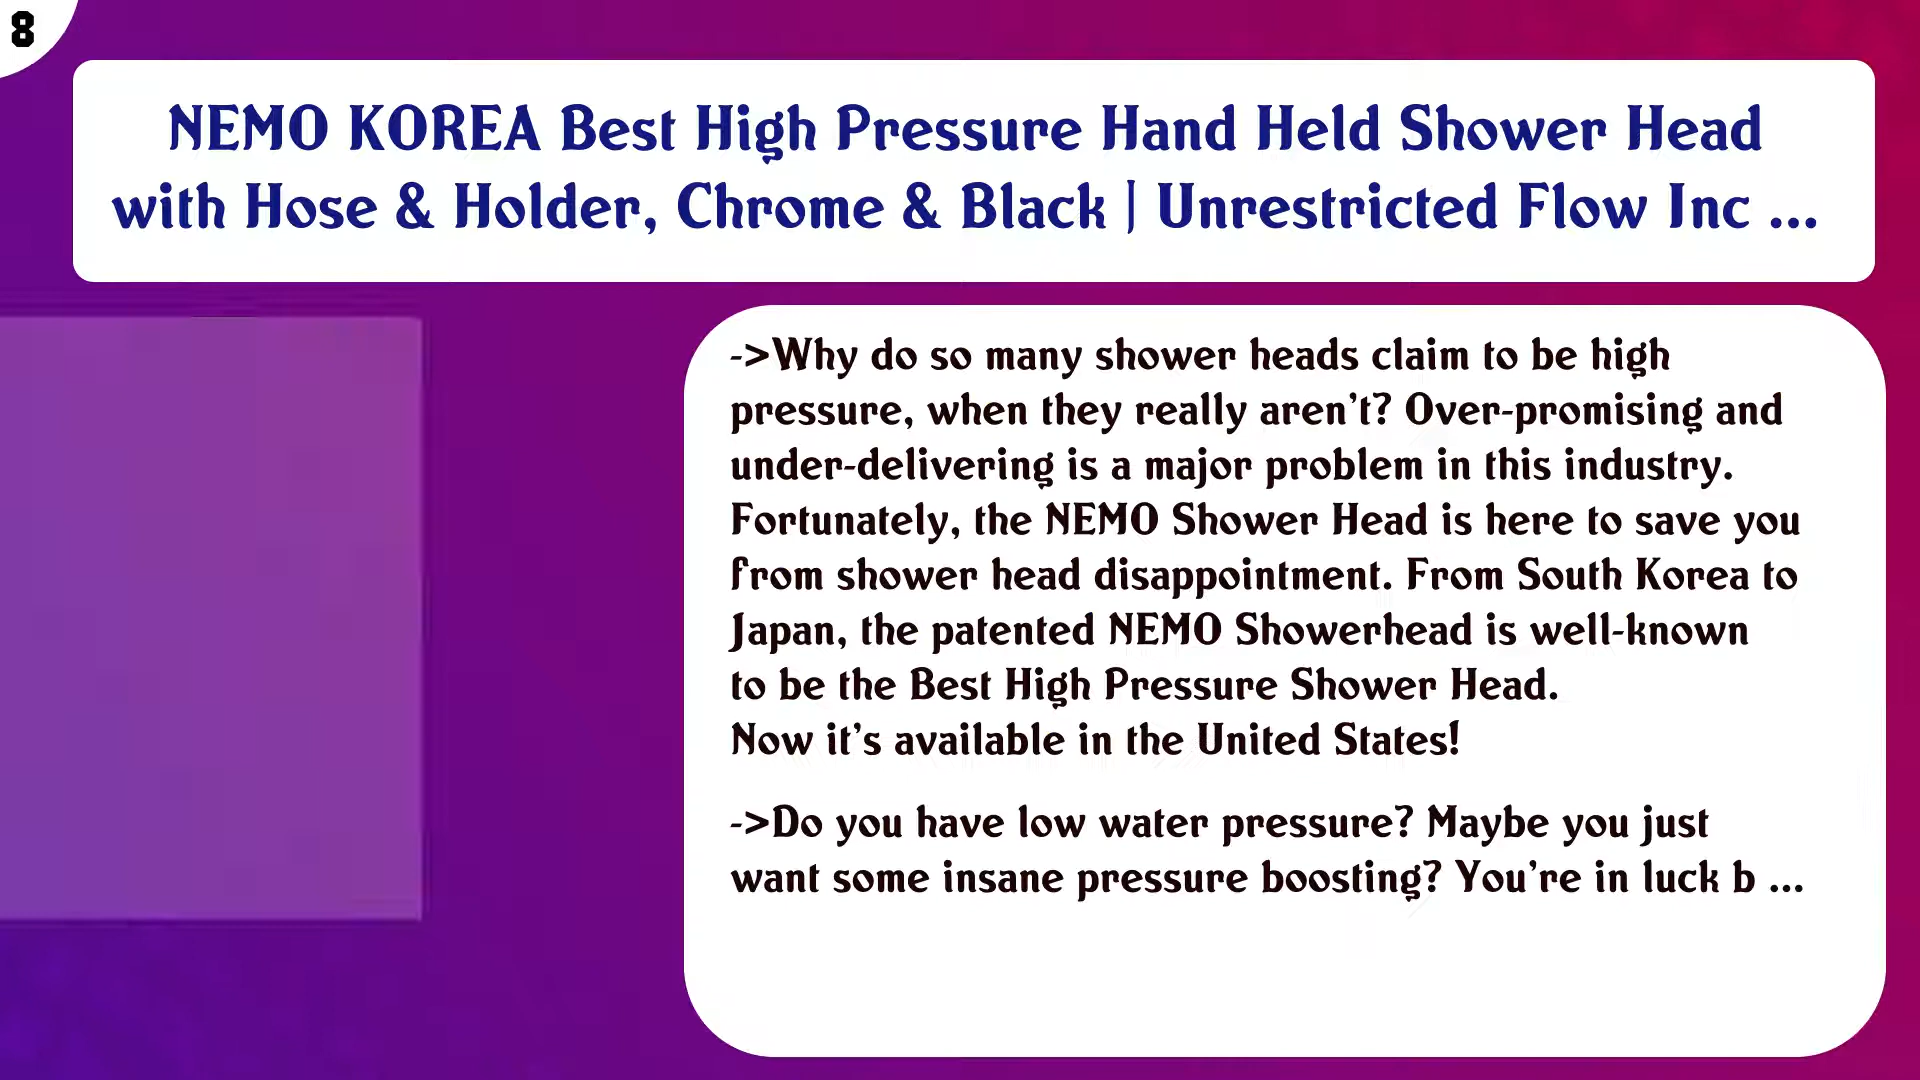 8
NEMO KOREA Best High Pressure Hand Held Shower Head
with Hose & Holder, Chrome & Black | Unrestricted Flow Inc ...
->Why do so many shower heads claim to be high
pressure, when they really aren't? Over-promising and
under-delivering is a major problem in this industry.
Fortunately, the NEMO Shower Head is here to save you
from shower head disappointment. From South Korea to
Japan, the patented NEMO Showerhead is well-known
to be the Best High Pressure Shower Head.
Now it's available in the United States!
->Do you have low water pressure? Maybe you just
want some insane pressure boosting? You're in luck b ...